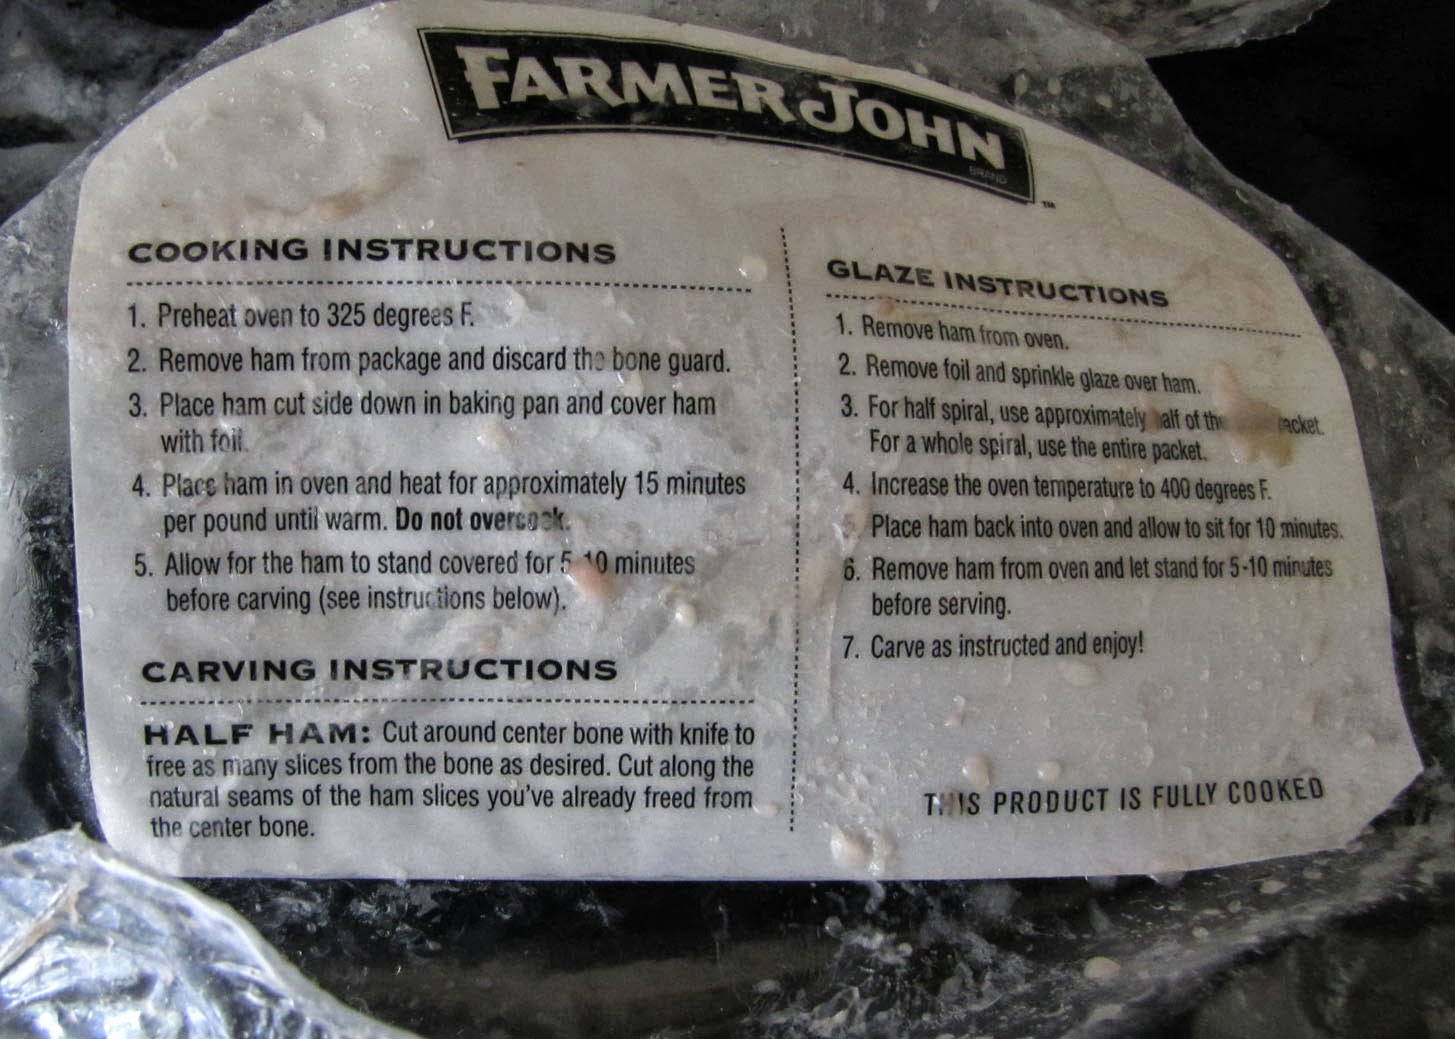 FARMER JOHN
BRAND
TM
COOKING INSTRUCTIONS
1. Preheat oven to 325 degrees F.
2. Remove ham from package and discard the bone guard.
3. Place ham cut side down in baking pan and cover ham
with foil.
4. Place ham in oven and heat for approximately 15 minutes
per pound until warm. Do not overcook.
5. Allow for the ham to stand covered for 5-10 minutes
before carving (see instructions below).
CARVING INSTRUCTIONS
HALF HAM: Cut around center bone with knife to
free as many slices from the bone as desired. Cut along the
natural seams of the ham slices you've already freed from
the center bone.
GLAZE INSTRUCTIONS
1. Remove ham from oven.
2. Remove foil and sprinkle glaze over ham.
3. For half spiral, use approximately half of the packet.
For a whole spiral, use the entire packet.
4. Increase the oven temperature to 400 degrees F.
5. Place ham back into oven and allow to sit for 10 minutes.
6. Remove ham from oven and let stand for 5-10 minutes
before serving.
7. Carve as instructed and enjoy!
THIS PRODUCT IS FULLY COOKED